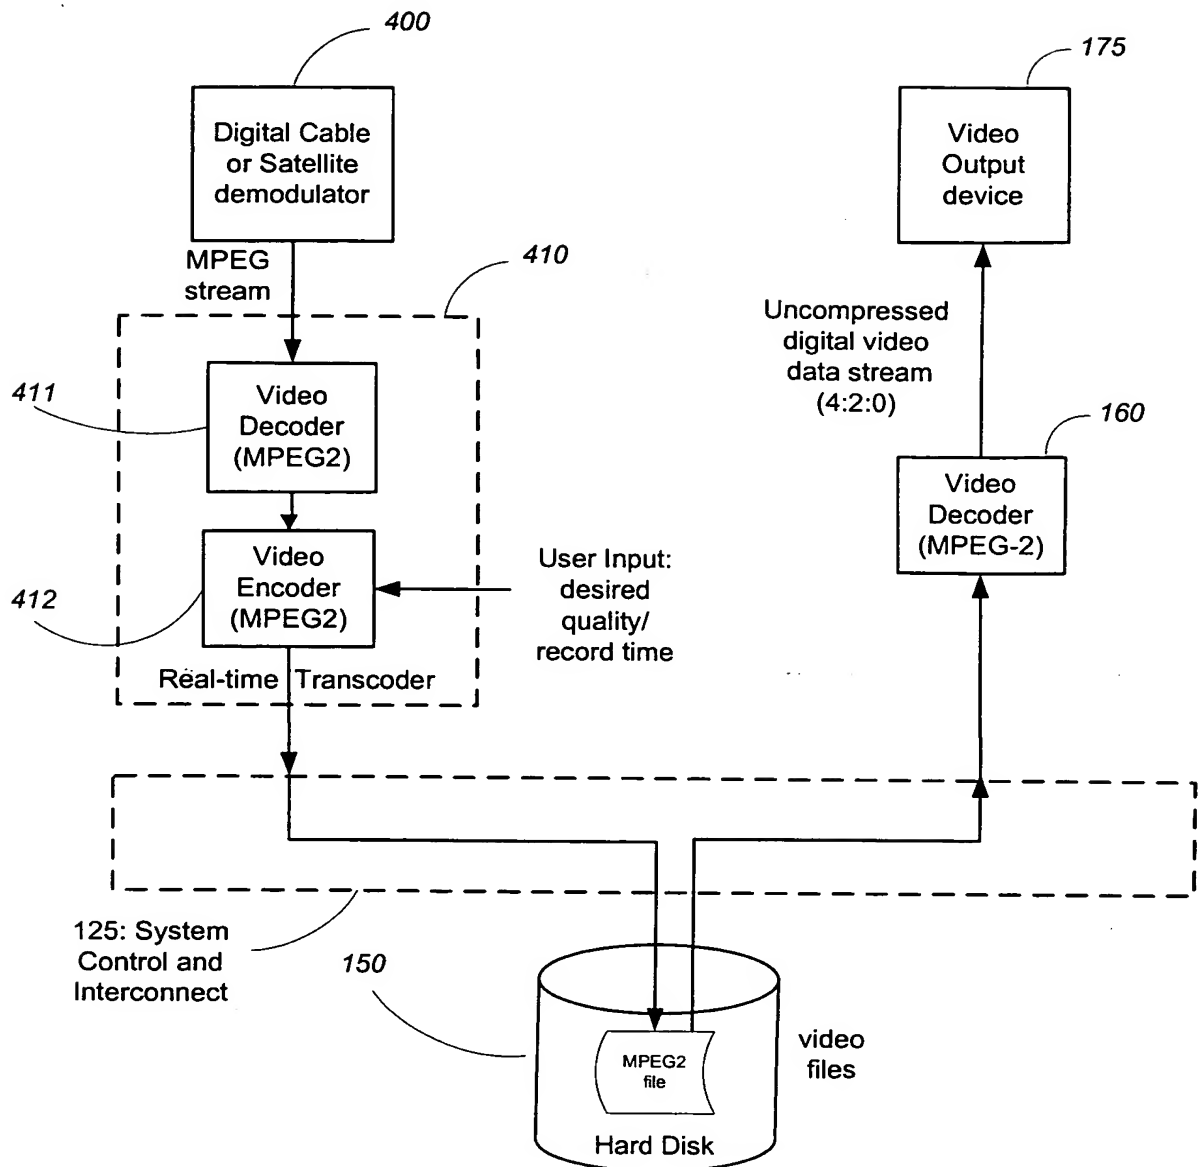 400
Digital Cable
or Satellite
demodulator
MPEG
stream
410
411
Video
Decoder
(MPEG2)
Video
Encoder
(MPEG2)
412
User Input:
desired
quality/
record time
Real-time Transcoder
175
Video
Output
device
Uncompressed
digital video
data stream
(4:2:0)
160
Video
Decoder
(MPEG-2)
125: System
Control and
Interconnect
150
MPEG2
file
video
files
Hard Disk